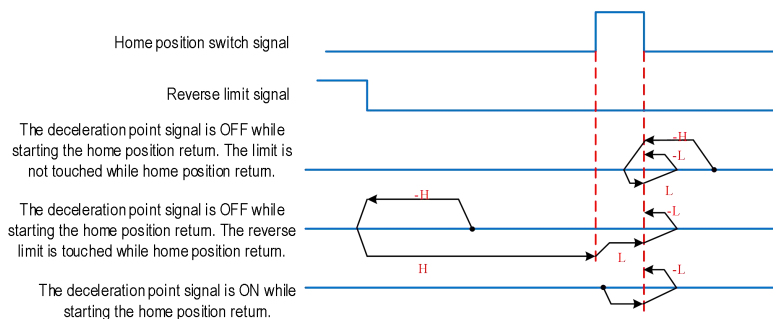 Home position switch signal
Reverse limit signal
The deceleration point signal is OFF while
starting the home position return. The limit is
not touched while home position return.
-H
-L
L
The deceleration point signal is OFF while
starting the home position return. The reverse
limit is touched while home position return.
-H
-L
L
H
The deceleration point signal is ON while
starting the home position return.
-L